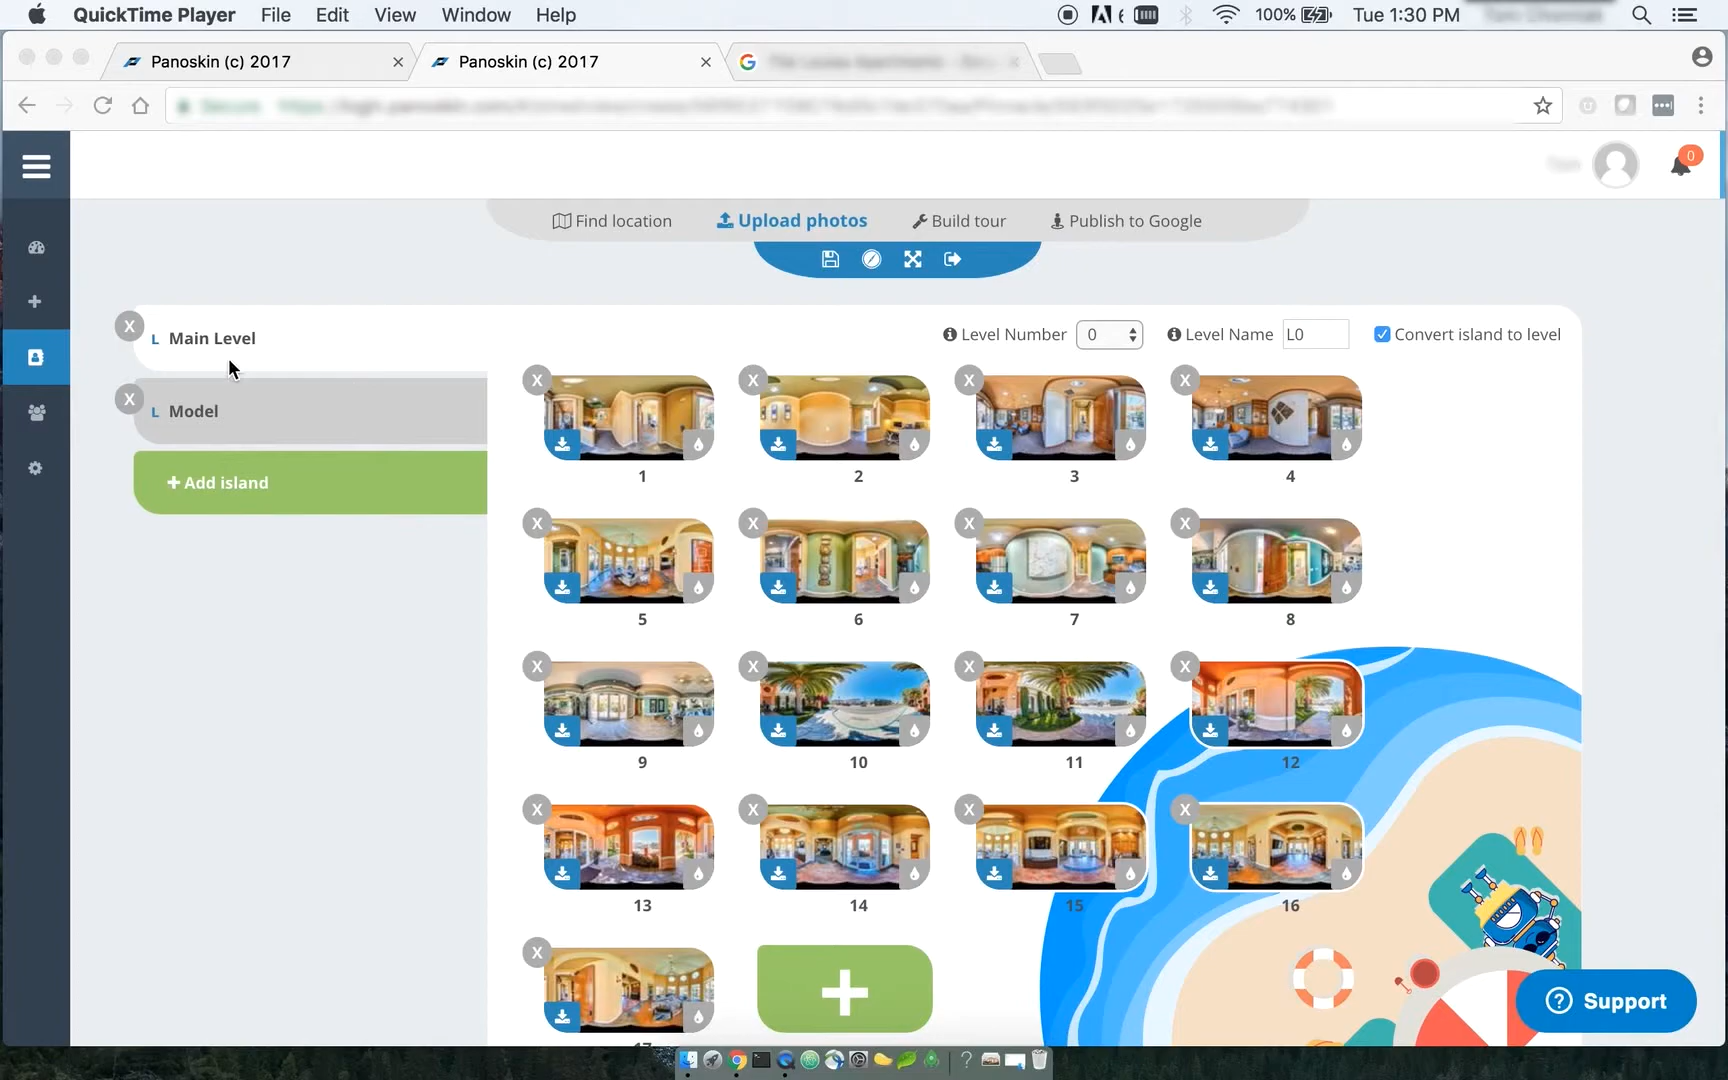 QuickTime Player File Edit View Window Help 100% Tue 1:30 PM
Panoskin (c) 2017 Panoskin (c) 2017
0
Find location Upload photos Build tour Publish to Google
X L Main Level
Level Number 0 Level Name L0 Convert island to level
X L Model
+ Add island
X X X X
1 2 3 4
X X X X
5 6 7 8
X X X X
9 10 11 12
X X X
13 14 15 16
X
17
Support